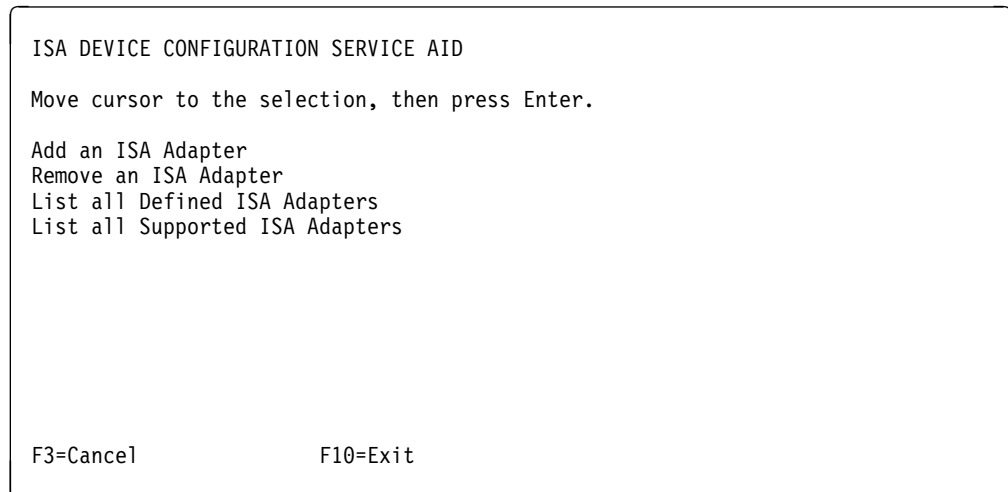 ISA DEVICE CONFIGURATION SERVICE AID
Move cursor to the selection, then press Enter.
Add an ISA Adapter
Remove an ISA Adapter
List all Defined ISA Adapters
List all Supported ISA Adapters
F3=Cancel F10=Exit